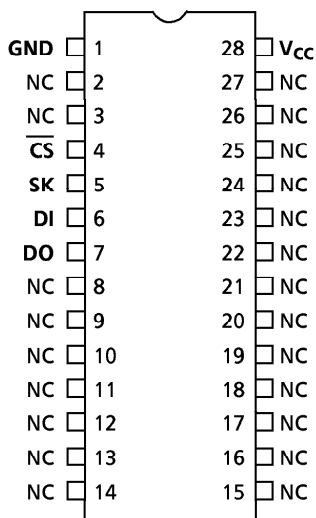 GND 1 28 VCC
NC 2 27 NC
NC 3 26 NC
C̅S̅ 4 25 NC
SK 5 24 NC
DI 6 23 NC
DO 7 22 NC
NC 8 21 NC
NC 9 20 NC
NC 10 19 NC
NC 11 18 NC
NC 12 17 NC
NC 13 16 NC
NC 14 15 NC